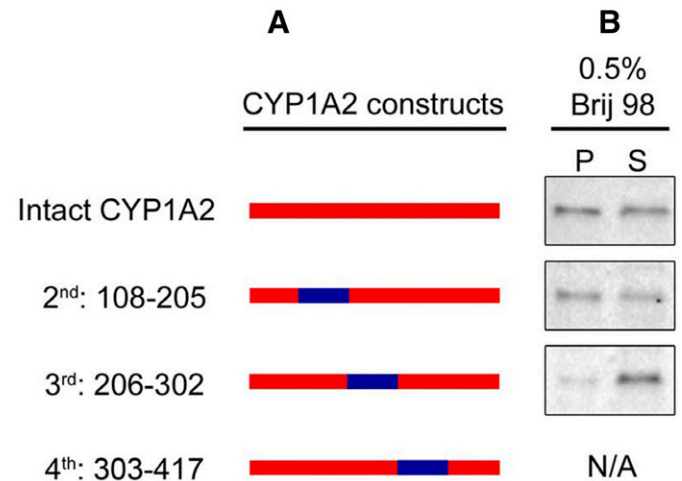 A B
0.5%
CYP1A2 constructs Brij 98
P S
Intact CYP1A2
2nd: 108-205
3rd: 206-302
4th: 303-417 N/A